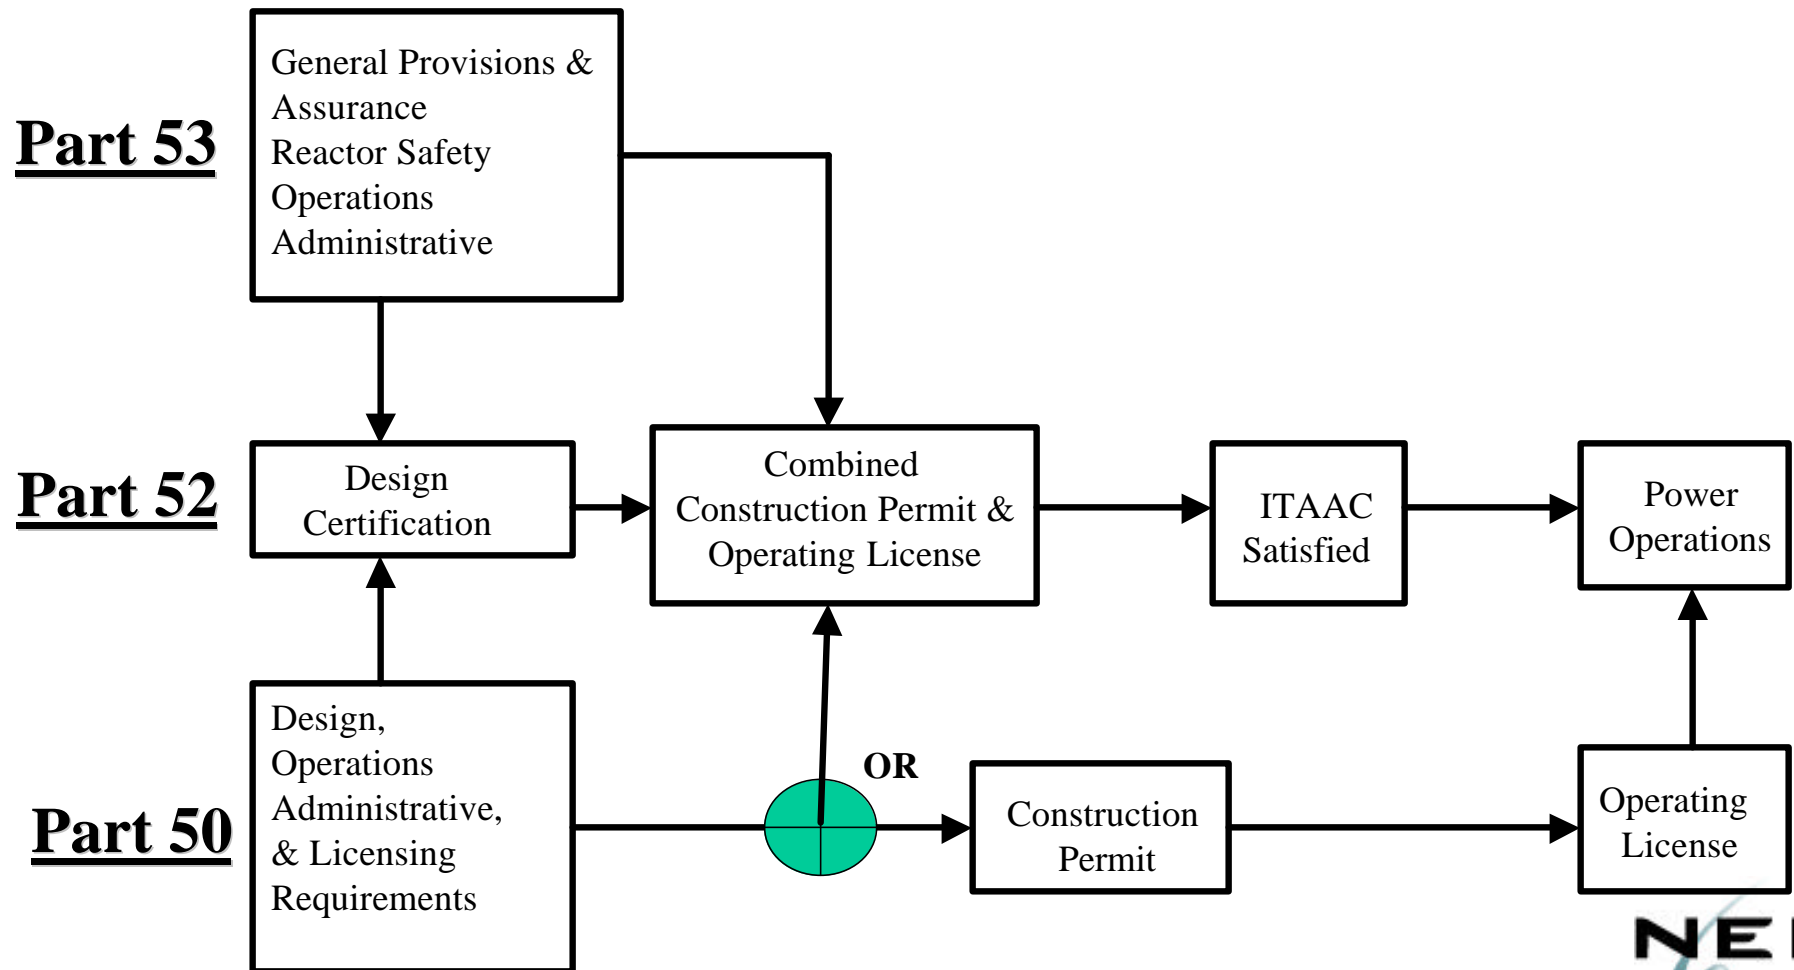 Part 53
General Provisions &
Assurance
Reactor Safety
Operations
Administrative
Part 52
Design
Certification
Combined
Construction Permit &
Operating License
ITAAC
Satisfied
Power
Operations
Part 50
Design,
Operations
Administrative,
& Licensing
Requirements
OR
Construction
Permit
Operating
License